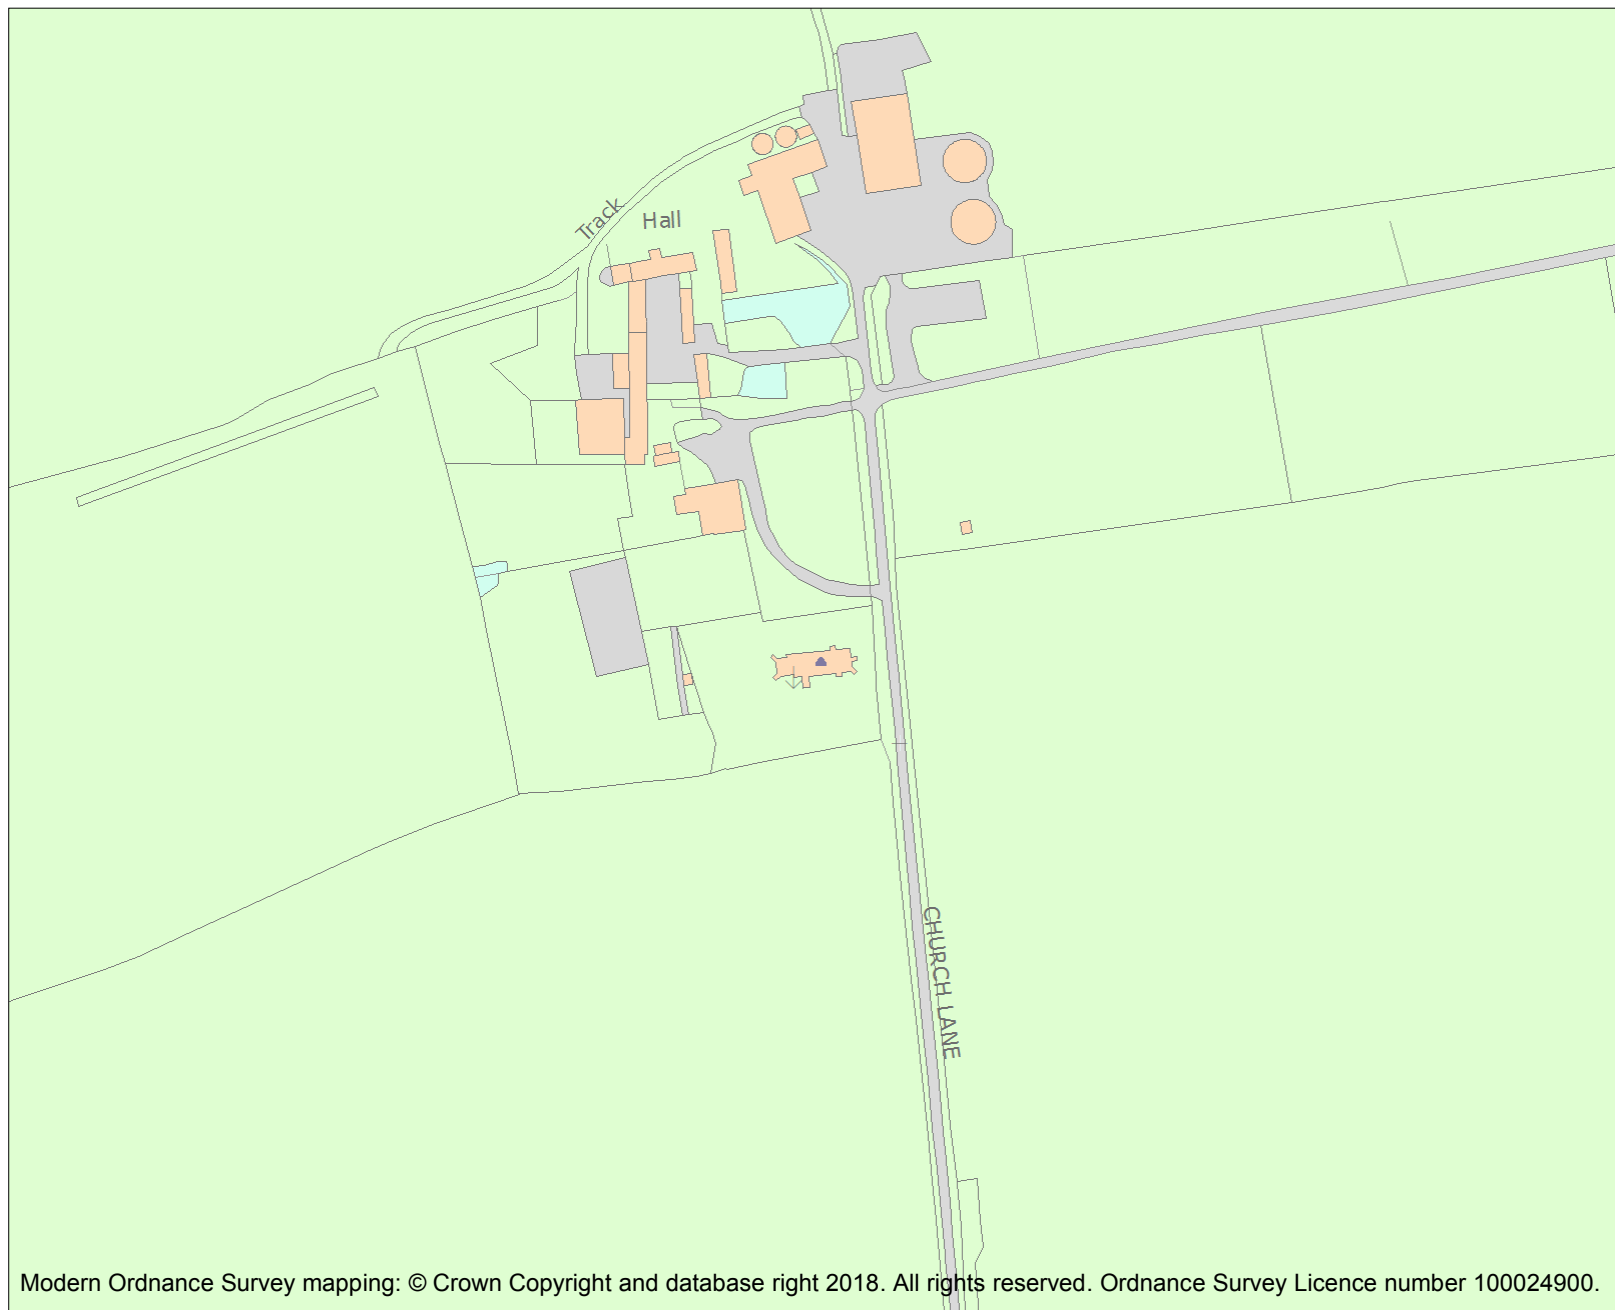 Track
Hall
CHURCH LANE
Modern Ordnance Survey mapping: © Crown Copyright and database right 2018. All rights reserved. Ordnance Survey Licence number 100024900.